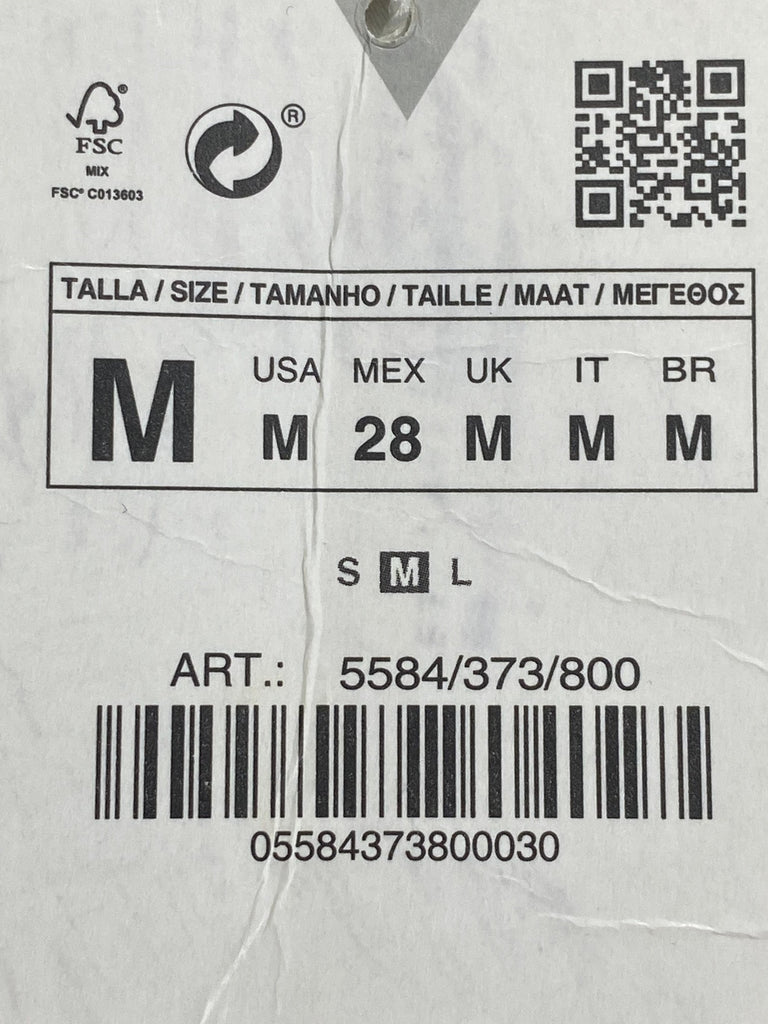 FSC®
MIX
FSC® C013603
®
TALLA / SIZE / TAMANHO / TAILLE / MAAT / ΜΕΓΕΘΟΣ
M
USA MEX UK IT BR
M 28 M M M
S M L
ART.: 5584/373/800
05584373800030